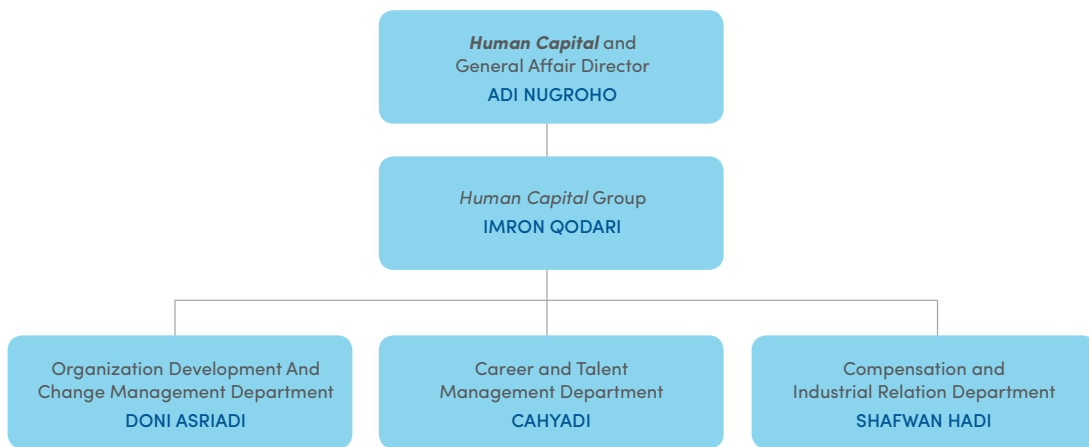 Human Capital and
General Affair Director
ADI NUGROHO
Human Capital Group
IMRON QODARI
Organization Development And
Change Management Department
DONI ASRIADI
Career and Talent
Management Department
CAHYADI
Compensation and
Industrial Relation Department
SHAFWAN HADI